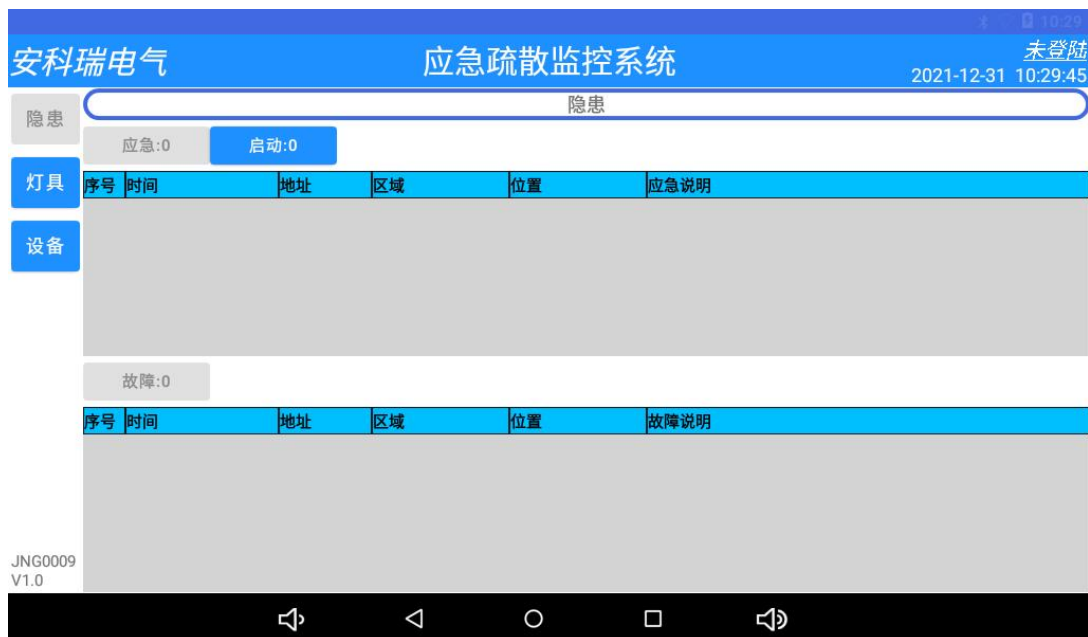 10:29
安科瑞电气
应急疏散监控系统
未登陆
2021-12-31 10:29:45
隐患
隐患
应急:0
启动:0
序号 时间 地址 区域 位置 应急说明
灯具
设备
故障:0
序号 时间 地址 区域 位置 故障说明
JNG0009
V1.0